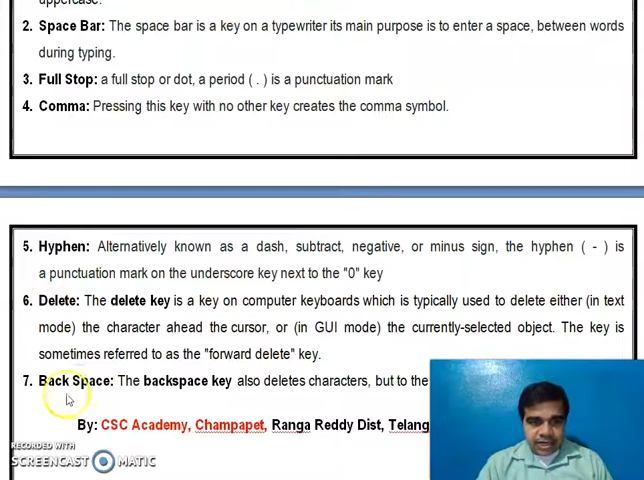 uppercase.
2. Space Bar: The space bar is a key on a typewriter its main purpose is to enter a space, between words
during typing.
3. Full Stop: a full stop or dot, a period ( . ) is a punctuation mark
4. Comma: Pressing this key with no other key creates the comma symbol.
5. Hyphen: Alternatively known as a dash, subtract, negative, or minus sign, the hyphen ( - ) is
a punctuation mark on the underscore key next to the "0" key
6. Delete: The delete key is a key on computer keyboards which is typically used to delete either (in text
mode) the character ahead the cursor, or (in GUI mode) the currently-selected object. The key is
sometimes referred to as the "forward delete" key.
7. Back Space: The backspace key also deletes characters, but to the
By: CSC Academy, Champapet, Ranga Reddy Dist, Telang
RECORDED WITH
SCREENCAST MATIC